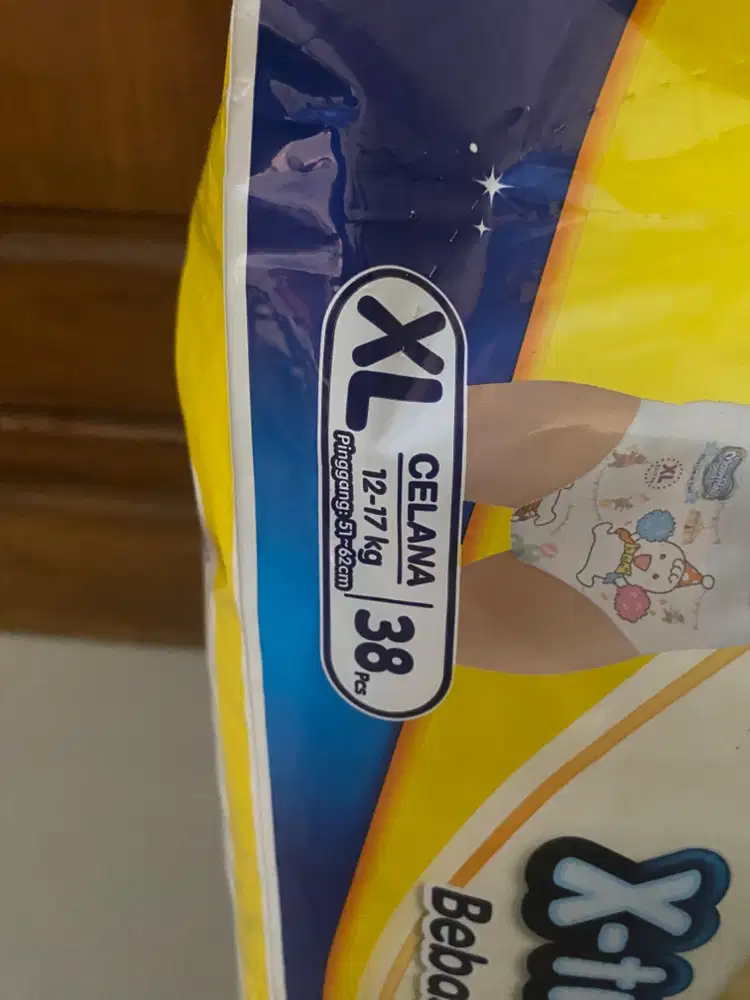 XL
CELANA
12-17 kg
Pinggang: 51~62cm
38 Pcs
XL
X-t
Beba